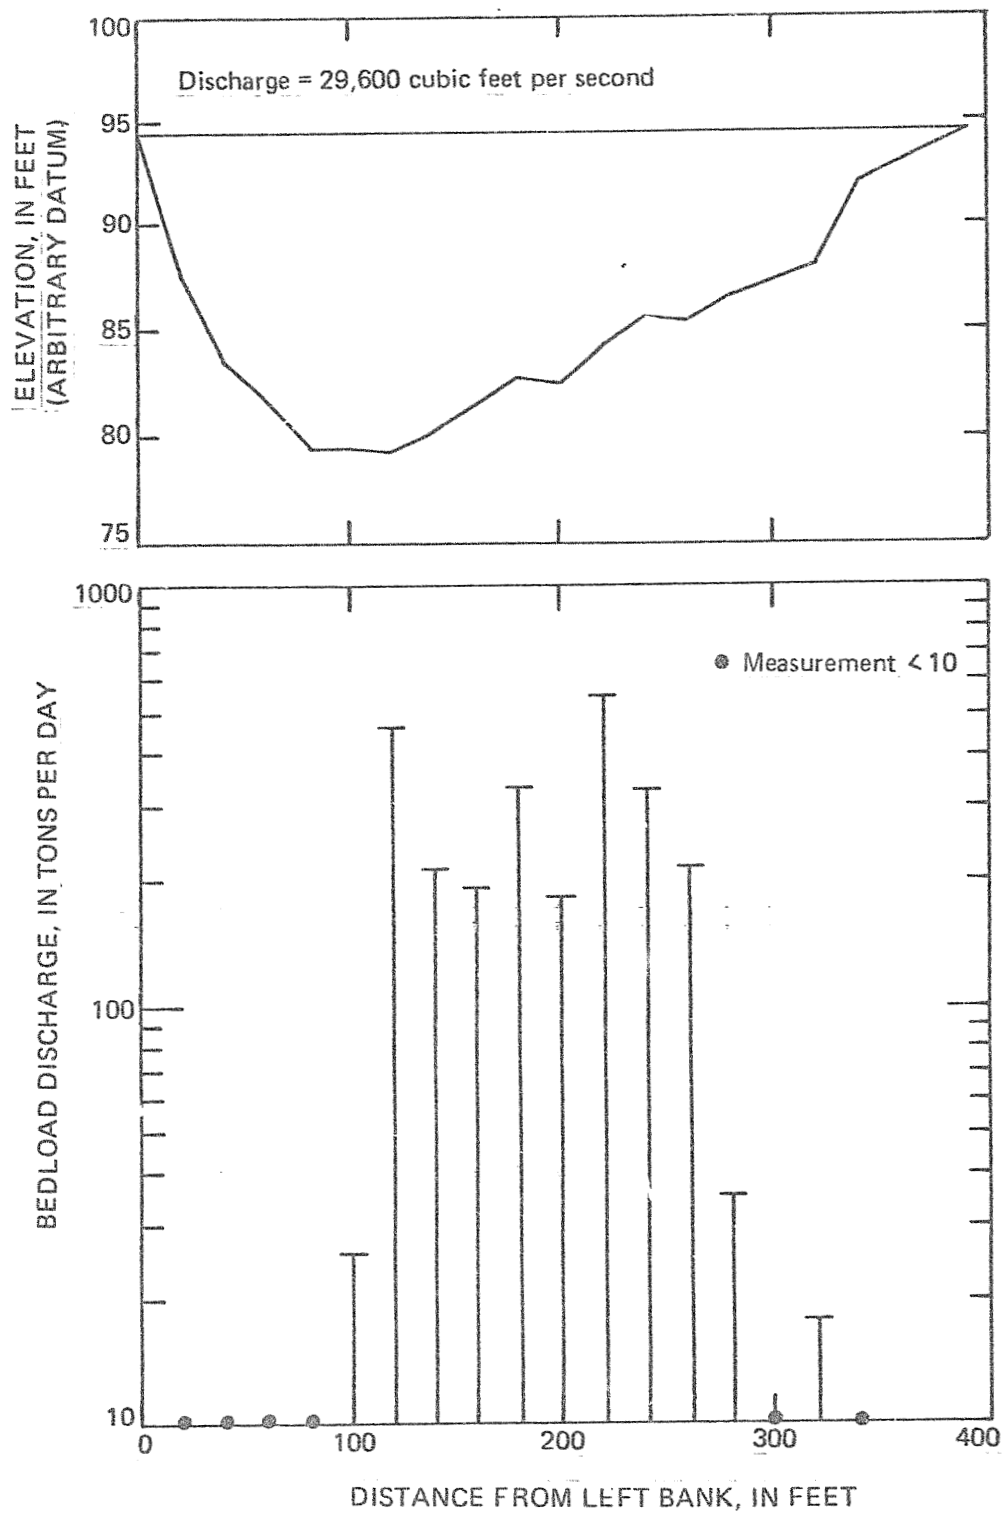 100
Discharge = 29,600 cubic feet per second
95
90
85
80
75
ELEVATION, IN FEET
(ARBITRARY DATUM)
1000
● Measurement < 10
100
10
BEDLOAD DISCHARGE, IN TONS PER DAY
0 100 200 300 400
DISTANCE FROM LEFT BANK, IN FEET